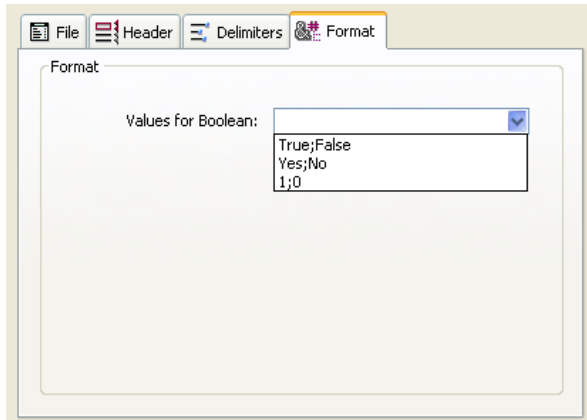 File Header Delimiters Format
Format
Values for Boolean:
True;False
Yes;No
1;0